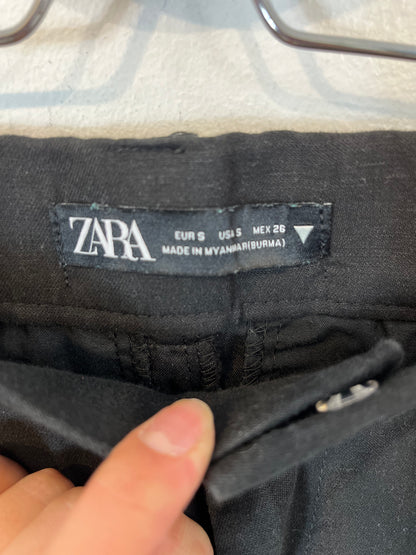 ZARA
EUR S USA S MEX 26
MADE IN MYANMAR(BURMA)